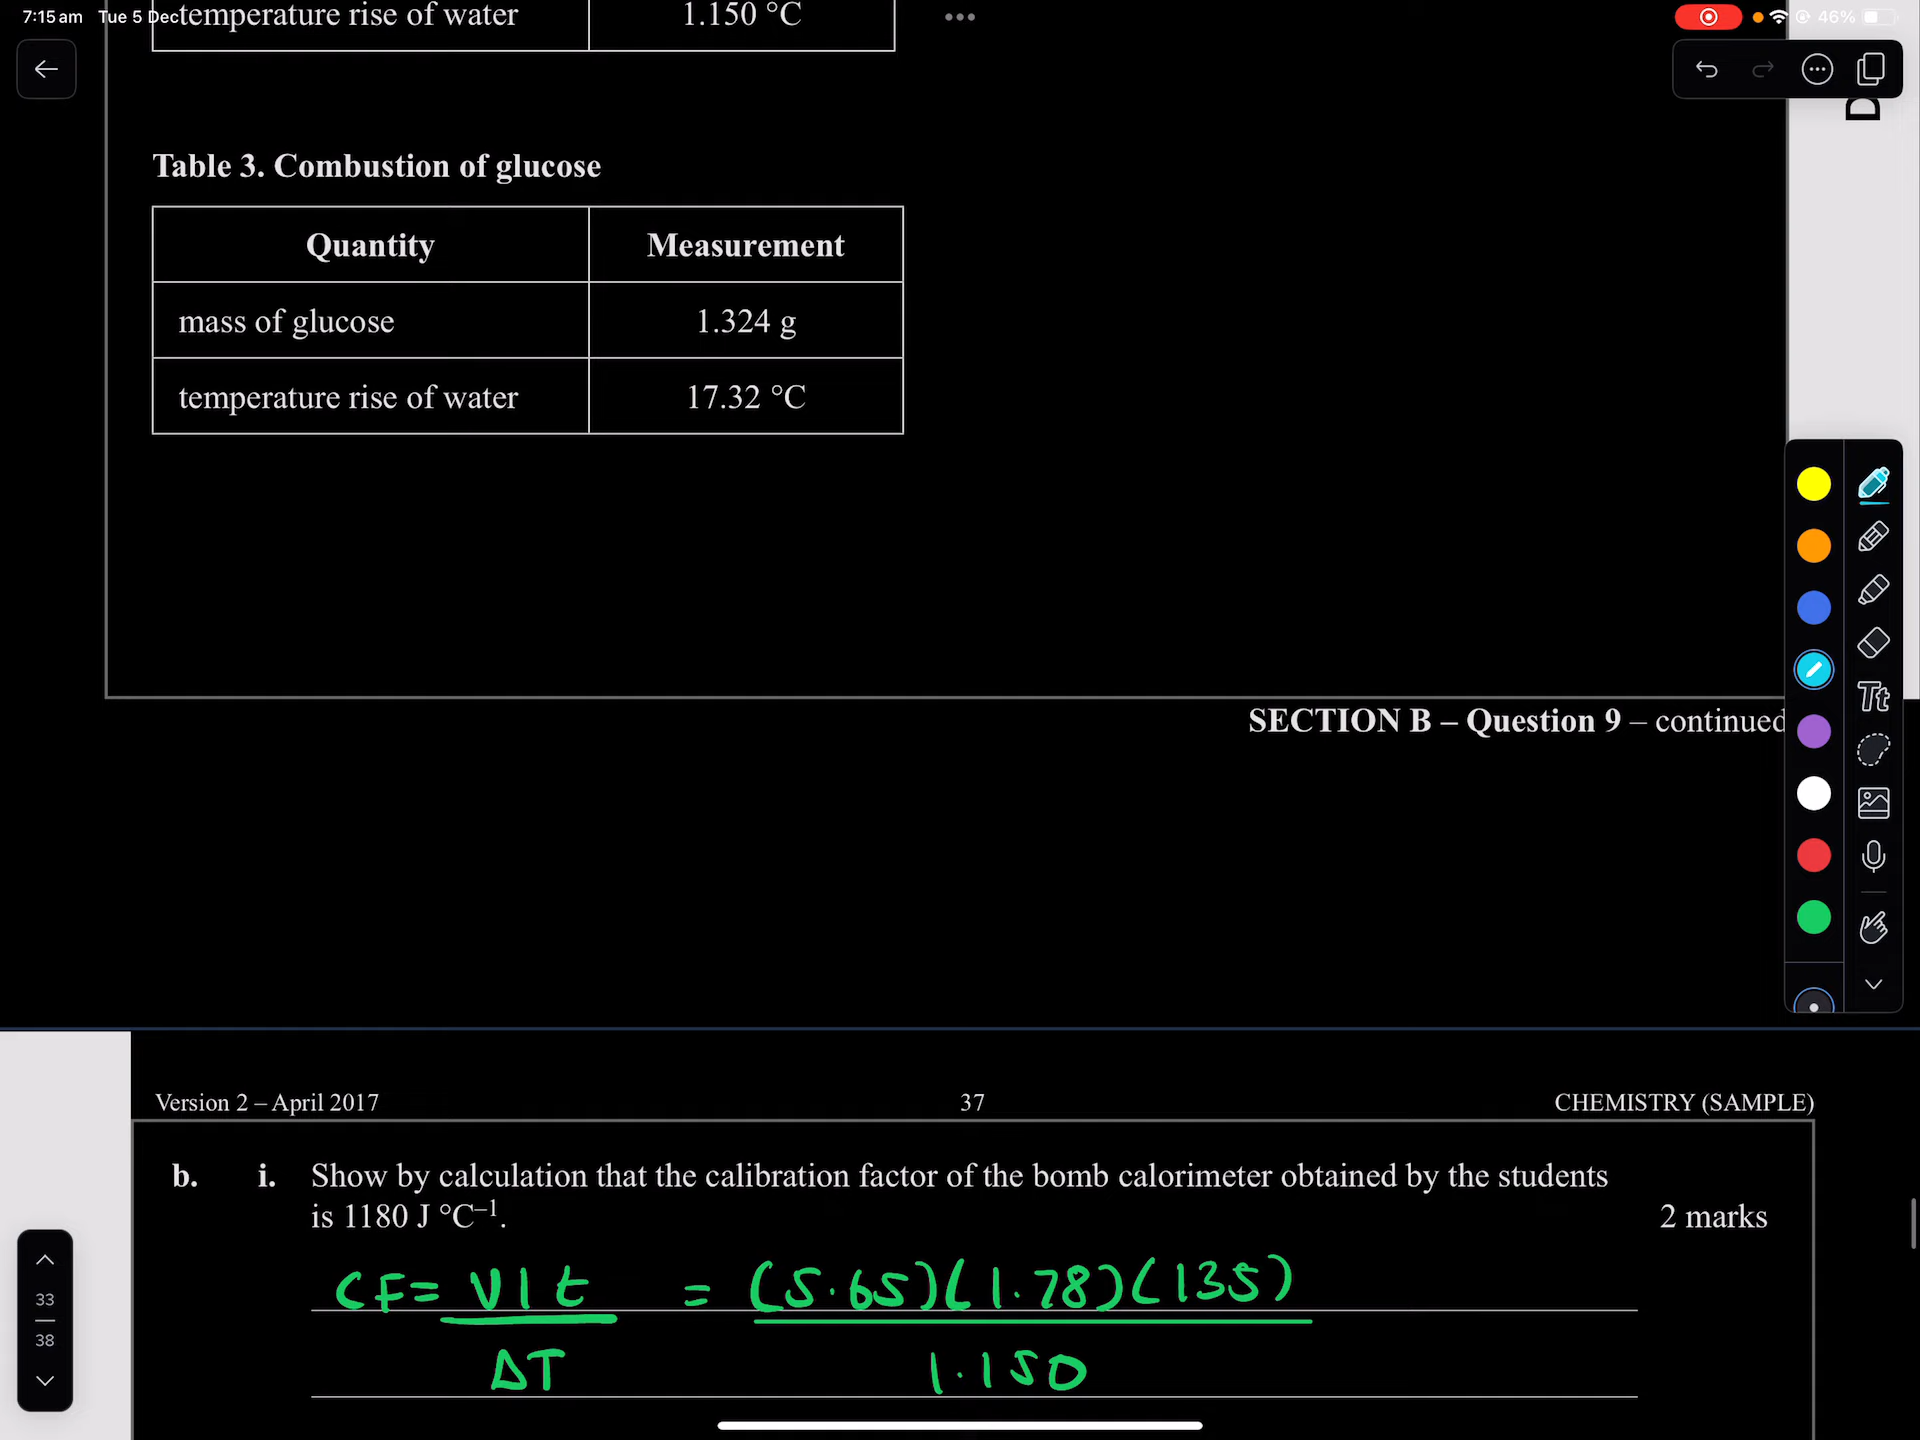 7:15 am Tue 5 Dec
46%
temperature rise of water 1.150 °C
D
Table 3. Combustion of glucose
Quantity Measurement
mass of glucose 1.324 g
temperature rise of water 17.32 °C
Tt
SECTION B – Question 9 – continued
Version 2 – April 2017 37 CHEMISTRY (SAMPLE)
b. i. Show by calculation that the calibration factor of the bomb calorimeter obtained by the students
is 1180 J °C⁻¹. 2 marks
33
38
CF= VIt = (5.65)(1.78)(135)
ΔT 1.150